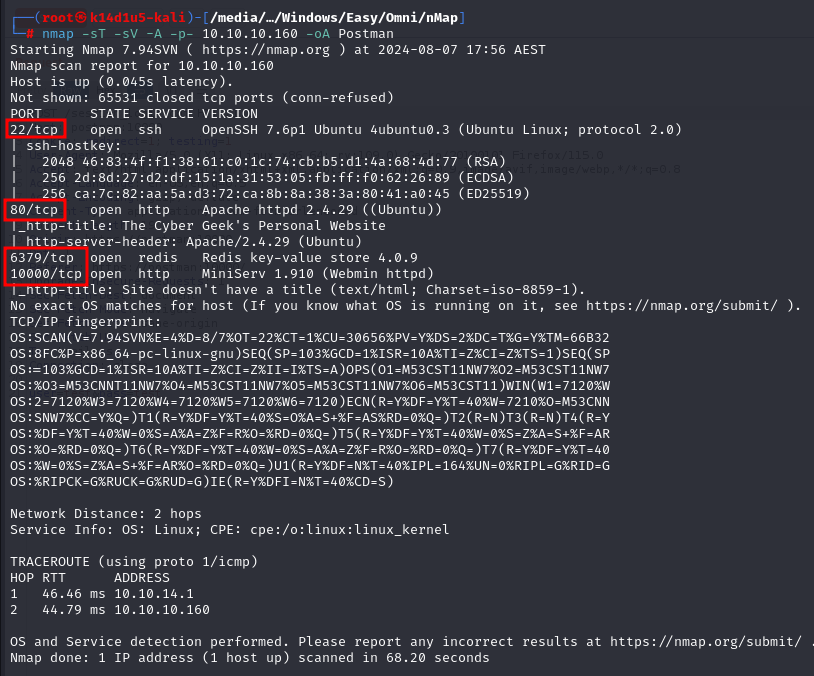 ┌──(root㉿k14d1u5-kali)-[/media/…/Windows/Easy/Omni/nMap]
└─# nmap -sT -sV -A -p- 10.10.10.160 -oA Postman
Starting Nmap 7.94SVN ( https://nmap.org ) at 2024-08-07 17:56 AEST
Nmap scan report for 10.10.10.160
Host is up (0.045s latency).
Not shown: 65531 closed tcp ports (conn-refused)
PORT      STATE SERVICE VERSION
22/tcp    open  ssh     OpenSSH 7.6p1 Ubuntu 4ubuntu0.3 (Ubuntu Linux; protocol 2.0)
| ssh-hostkey:
|   2048 46:83:4f:f1:38:61:c0:1c:74:cb:b5:d1:4a:68:4d:77 (RSA)
|   256 2d:8d:27:d2:df:15:1a:31:53:05:fb:ff:f0:62:26:89 (ECDSA)
|   256 ca:7c:82:aa:5a:d3:72:ca:8b:8a:38:3a:80:41:a0:45 (ED25519)
80/tcp    open  http    Apache httpd 2.4.29 ((Ubuntu))
|_http-title: The Cyber Geek's Personal Website
|_http-server-header: Apache/2.4.29 (Ubuntu)
6379/tcp  open  redis   Redis key-value store 4.0.9
10000/tcp open  http    MiniServ 1.910 (Webmin httpd)
|_http-title: Site doesn't have a title (text/html; Charset=iso-8859-1).
No exact OS matches for host (If you know what OS is running on it, see https://nmap.org/submit/ ).
TCP/IP fingerprint:
OS:SCAN(V=7.94SVN%E=4%D=8/7%OT=22%CT=1%CU=30656%PV=Y%DS=2%DC=T%G=Y%TM=66B32
OS:8FC%P=x86_64-pc-linux-gnu)SEQ(SP=103%GCD=1%ISR=10A%TI=Z%CI=Z%TS=1)SEQ(SP
OS:=103%GCD=1%ISR=10A%TI=Z%CI=Z%II=I%TS=A)OPS(O1=M53CST11NW7%O2=M53CST11NW7
OS:%O3=M53CNNT11NW7%O4=M53CST11NW7%O5=M53CST11NW7%O6=M53CST11)WIN(W1=7120%W
OS:2=7120%W3=7120%W4=7120%W5=7120%W6=7120)ECN(R=Y%DF=Y%T=40%W=7210%O=M53CNN
OS:SNW7%CC=Y%Q=)T1(R=Y%DF=Y%T=40%S=O%A=S+%F=AS%RD=0%Q=)T2(R=N)T3(R=N)T4(R=Y
OS:%DF=Y%T=40%W=0%S=A%A=Z%F=R%O=%RD=0%Q=)T5(R=Y%DF=Y%T=40%W=0%S=Z%A=S+%F=AR
OS:%O=%RD=0%Q=)T6(R=Y%DF=Y%T=40%W=0%S=A%A=Z%F=R%O=%RD=0%Q=)T7(R=Y%DF=Y%T=40
OS:%W=0%S=Z%A=S+%F=AR%O=%RD=0%Q=)U1(R=Y%DF=N%T=40%IPL=164%UN=0%RIPL=G%RID=G
OS:%RIPCK=G%RUCK=G%RUD=G)IE(R=Y%DFI=N%T=40%CD=S)
Network Distance: 2 hops
Service Info: OS: Linux; CPE: cpe:/o:linux:linux_kernel
TRACEROUTE (using proto 1/icmp)
HOP RTT      ADDRESS
1   46.46 ms 10.10.14.1
2   44.79 ms 10.10.10.160
OS and Service detection performed. Please report any incorrect results at https://nmap.org/submit/ .
Nmap done: 1 IP address (1 host up) scanned in 68.20 seconds